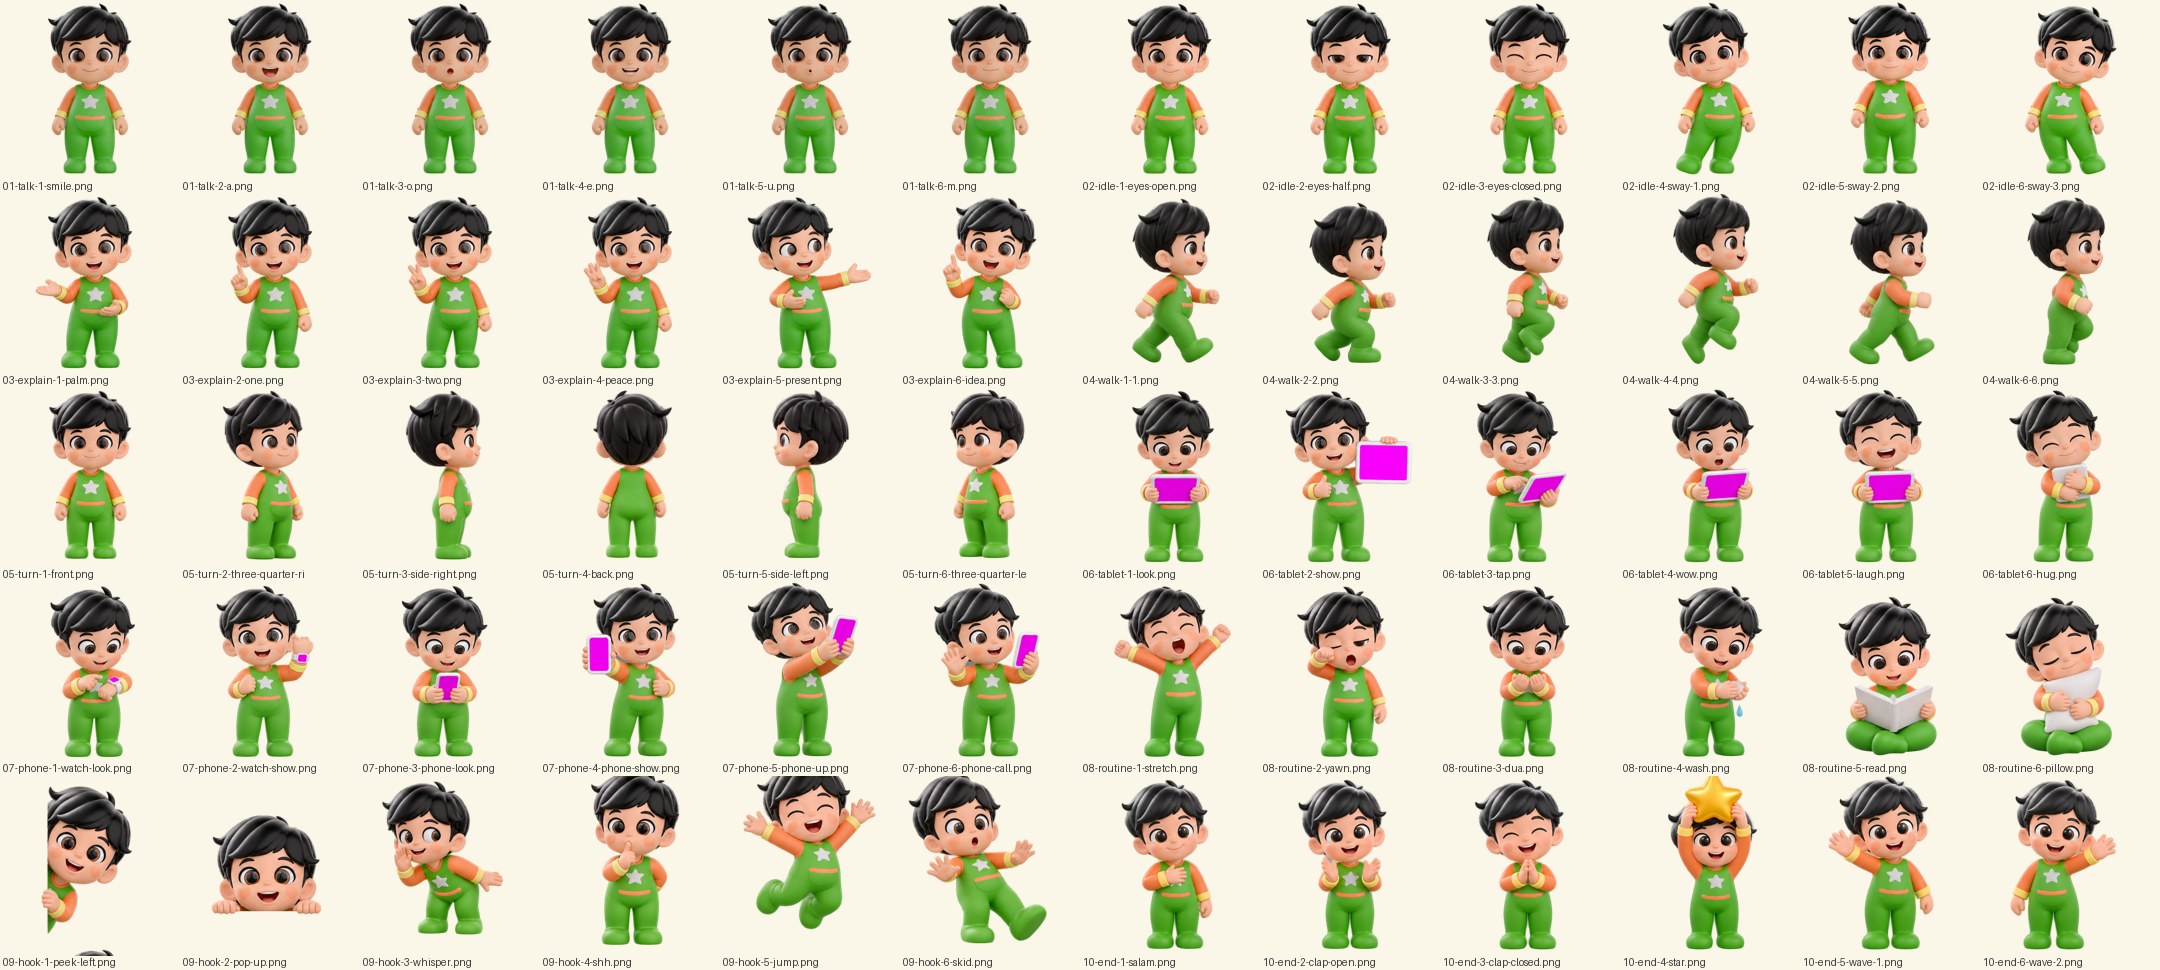 01-talk-1-smile.png
01-talk-2-a.png
01-talk-3-o.png
01-talk-4-e.png
01-talk-5-u.png
01-talk-6-m.png
02-idle-1-eyes-open.png
02-idle-2-eyes-half.png
02-idle-3-eyes-closed.png
02-idle-4-sway-1.png
02-idle-5-sway-2.png
02-idle-6-sway-3.png
03-explain-1-palm.png
03-explain-2-one.png
03-explain-3-two.png
03-explain-4-peace.png
03-explain-5-present.png
03-explain-6-idea.png
04-walk-1-1.png
04-walk-2-2.png
04-walk-3-3.png
04-walk-4-4.png
04-walk-5-5.png
04-walk-6-6.png
05-turn-1-front.png
05-turn-2-three-quarter-ri
05-turn-3-side-right.png
05-turn-4-back.png
05-turn-5-side-left.png
05-turn-6-three-quarter-le
06-tablet-1-look.png
06-tablet-2-show.png
06-tablet-3-tap.png
06-tablet-4-wow.png
06-tablet-5-laugh.png
06-tablet-6-hug.png
07-phone-1-watch-look.png
07-phone-2-watch-show.png
07-phone-3-phone-look.png
07-phone-4-phone-show.png
07-phone-5-phone-up.png
07-phone-6-phone-call.png
08-routine-1-stretch.png
08-routine-2-yawn.png
08-routine-3-dua.png
08-routine-4-wash.png
08-routine-5-read.png
08-routine-6-pillow.png
09-hook-1-peek-left.png
09-hook-2-pop-up.png
09-hook-3-whisper.png
09-hook-4-shh.png
09-hook-5-jump.png
09-hook-6-skid.png
10-end-1-salam.png
10-end-2-clap-open.png
10-end-3-clap-closed.png
10-end-4-star.png
10-end-5-wave-1.png
10-end-6-wave-2.png